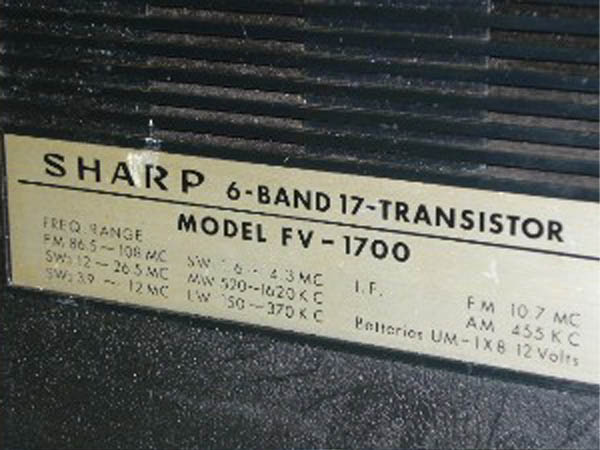 SHARP 6-BAND 17-TRANSISTOR
MODEL FV-1700
FREQ. RANGE
FM 86.5~108 MC
SW3 12~26.5 MC
SW2 3.9~12 MC
SW1 1.6~4.3 MC
MW 520~1620 KC
LW 150~370 KC
I.F.
FM 10.7 MC
AM 455 KC
Batteries UM-1X8 12 Volts